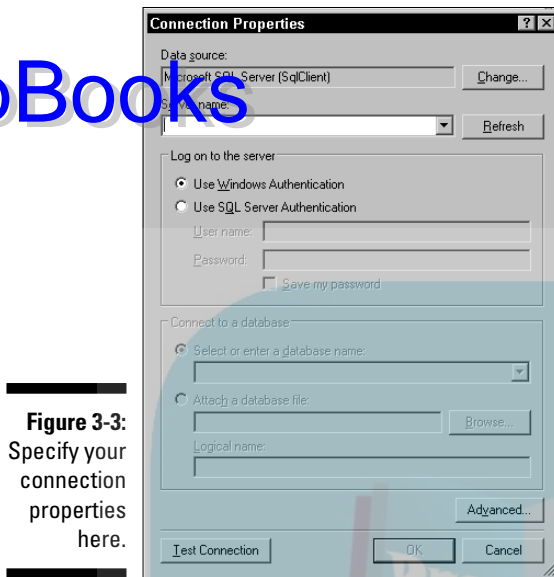 Connection Properties
Data source:
Microsoft SQL Server (SqlClient)
Change...
Server name:
Refresh
Log on to the server
Use Windows Authentication
Use SQL Server Authentication
User name:
Password:
Save my password
Connect to a database
Select or enter a database name:
Attach a database file:
Browse...
Logical name:
Advanced...
Test Connection
OK
Cancel
Figure 3-3:
Specify your
connection
properties
here.